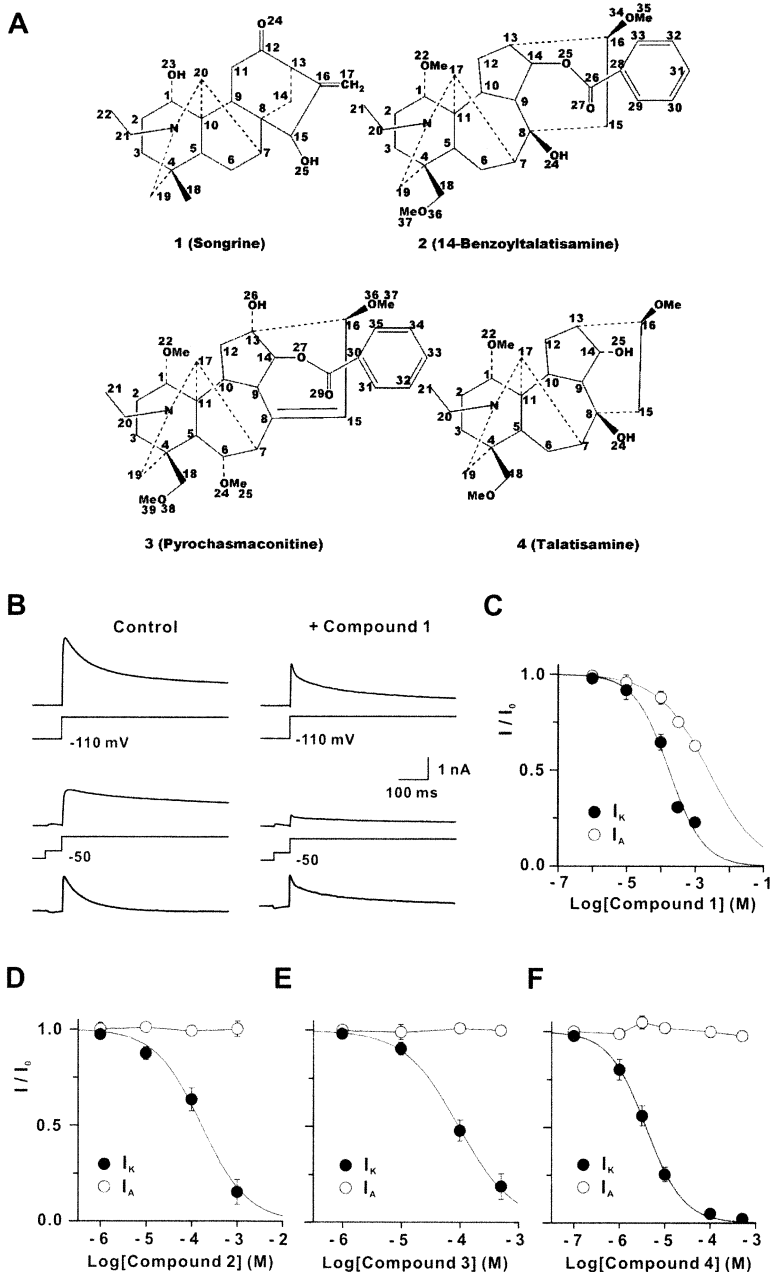 A
O 24
12
23
OH
20
11
13
17
CH2
16
1
9
14
22
2
N
10
8
21
15
3
4
5
6
7
OH
25
19
18
1 (Songrine)
34 35
OMe
13
16
33 32
22
OMe
17
12
14
25
O
28
31
26
1
10
27 O
29 30
2
9
N
11
8
15
20
3
4
5
OH
24
6
7
19
18
MeO 36
37
2 (14-Benzoyltalatisamine)
26
OH
36 37
OMe
16
13
35 34
22
OMe
17
12
14
27
O
30
33
21
1
10
29 O
31 32
2
9
N
11
8
15
20
3
4
5
6
7
19
18
OMe
24 25
MeO
39 38
3 (Pyrochasmaconitine)
OMe
13
16
22
OMe
17
12
25
14
OH
21
1
10
2
9
N
11
15
20
8
3
4
5
OH
24
6
7
19
18
MeO
4 (Talatisamine)
B
Control
+ Compound 1
-110 mV
-110 mV
1 nA
100 ms
-50
-50
C
1.0
0.5
0.0
I / I0
IK
IA
-7 -5 -3 -1
Log[Compound 1] (M)
D
1.0
0.5
0.0
I / I0
IK
IA
-6 -5 -4 -3 -2
Log[Compound 2] (M)
E
IK
IA
-6 -5 -4 -3
Log[Compound 3] (M)
F
IK
IA
-7 -6 -5 -4 -3
Log[Compound 4] (M)